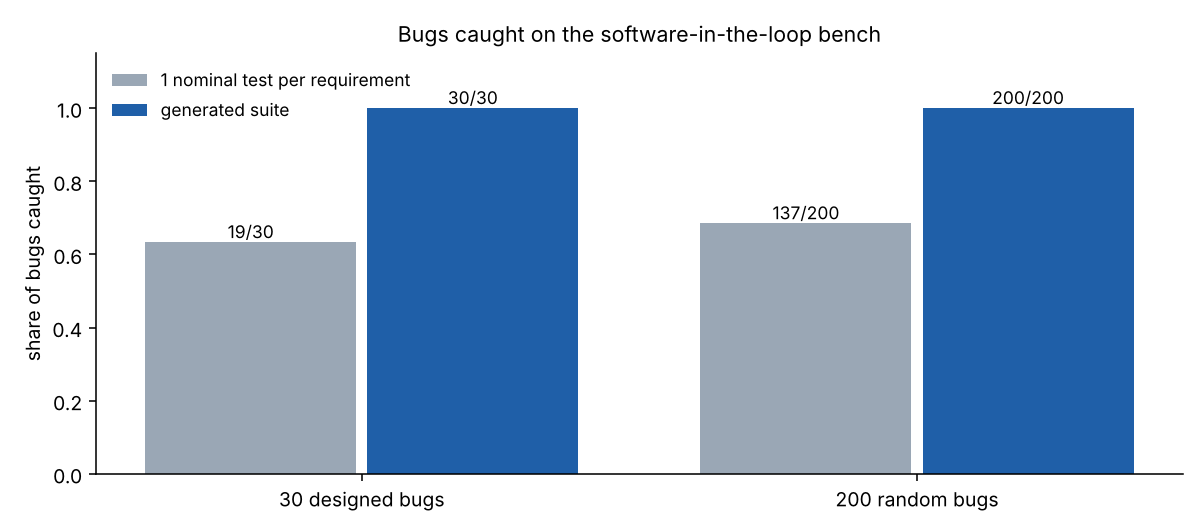 Bugs caught on the software-in-the-loop bench
1 nominal test per requirement
generated suite
share of bugs caught
1.0
0.8
0.6
0.4
0.2
0.0
19/30
30/30
137/200
200/200
30 designed bugs
200 random bugs